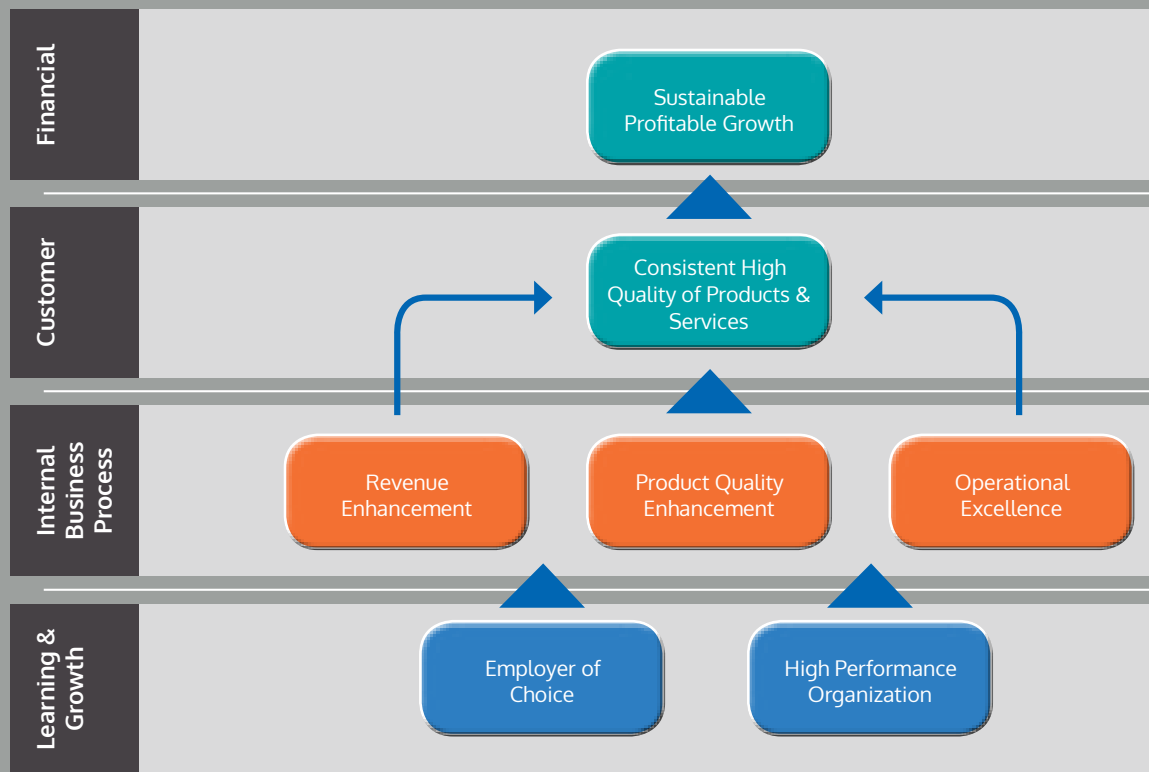 Financial
Sustainable
Profitable Growth
Customer
Consistent High
Quality of Products &
Services
Internal
Business
Process
Revenue
Enhancement
Product Quality
Enhancement
Operational
Excellence
Learning &
Growth
Employer of
Choice
High Performance
Organization